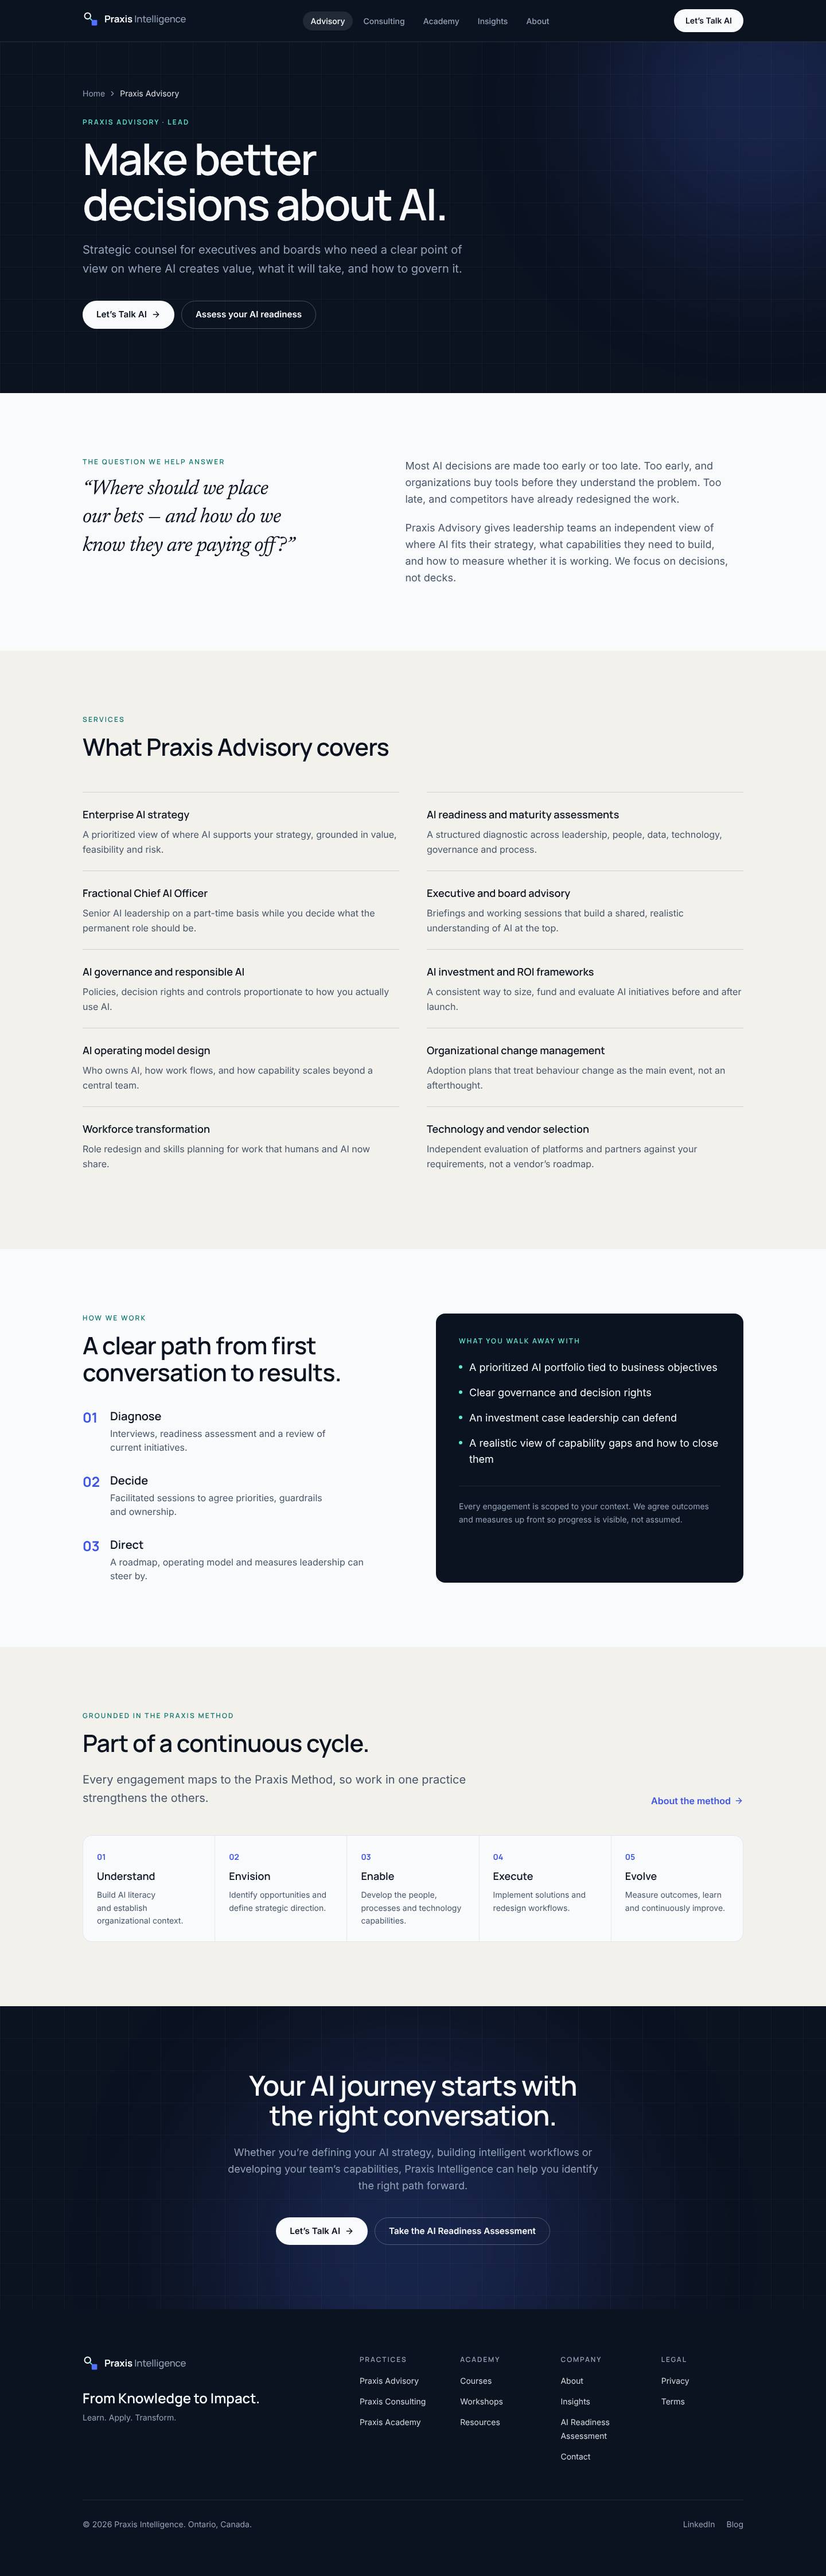 Praxis Intelligence
Advisory
Consulting
Academy
Insights
About
Let’s Talk AI
Home > Praxis Advisory
PRAXIS ADVISORY · LEAD
Make better
decisions about AI.
Strategic counsel for executives and boards who need a clear point of
view on where AI creates value, what it will take, and how to govern it.
Let’s Talk AI →
Assess your AI readiness
THE QUESTION WE HELP ANSWER
“Where should we place
our bets — and how do we
know they are paying off?”
Most AI decisions are made too early or too late. Too early, and
organizations buy tools before they understand the problem. Too
late, and competitors have already redesigned the work.
Praxis Advisory gives leadership teams an independent view of
where AI fits their strategy, what capabilities they need to build,
and how to measure whether it is working. We focus on decisions,
not decks.
SERVICES
What Praxis Advisory covers
Enterprise AI strategy
A prioritized view of where AI supports your strategy, grounded in value,
feasibility and risk.
AI readiness and maturity assessments
A structured diagnostic across leadership, people, data, technology,
governance and process.
Fractional Chief AI Officer
Senior AI leadership on a part-time basis while you decide what the
permanent role should be.
Executive and board advisory
Briefings and working sessions that build a shared, realistic
understanding of AI at the top.
AI governance and responsible AI
Policies, decision rights and controls proportionate to how you actually
use AI.
AI investment and ROI frameworks
A consistent way to size, fund and evaluate AI initiatives before and after
launch.
AI operating model design
Who owns AI, how work flows, and how capability scales beyond a
central team.
Organizational change management
Adoption plans that treat behaviour change as the main event, not an
afterthought.
Workforce transformation
Role redesign and skills planning for work that humans and AI now
share.
Technology and vendor selection
Independent evaluation of platforms and partners against your
requirements, not a vendor’s roadmap.
HOW WE WORK
A clear path from first
conversation to results.
01 Diagnose
Interviews, readiness assessment and a review of
current initiatives.
02 Decide
Facilitated sessions to agree priorities, guardrails
and ownership.
03 Direct
A roadmap, operating model and measures leadership can
steer by.
WHAT YOU WALK AWAY WITH
• A prioritized AI portfolio tied to business objectives
• Clear governance and decision rights
• An investment case leadership can defend
• A realistic view of capability gaps and how to close
them
Every engagement is scoped to your context. We agree outcomes
and measures up front so progress is visible, not assumed.
GROUNDED IN THE PRAXIS METHOD
Part of a continuous cycle.
Every engagement maps to the Praxis Method, so work in one practice
strengthens the others.
About the method →
01
Understand
Build AI literacy
and establish
organizational context.
02
Envision
Identify opportunities and
define strategic direction.
03
Enable
Develop the people,
processes and technology
capabilities.
04
Execute
Implement solutions and
redesign workflows.
05
Evolve
Measure outcomes, learn
and continuously improve.
Your AI journey starts with
the right conversation.
Whether you’re defining your AI strategy, building intelligent workflows or
developing your team’s capabilities, Praxis Intelligence can help you identify
the right path forward.
Let’s Talk AI →
Take the AI Readiness Assessment
Praxis Intelligence
From Knowledge to Impact.
Learn. Apply. Transform.
PRACTICES
Praxis Advisory
Praxis Consulting
Praxis Academy
ACADEMY
Courses
Workshops
Resources
COMPANY
About
Insights
AI Readiness
Assessment
Contact
LEGAL
Privacy
Terms
© 2026 Praxis Intelligence. Ontario, Canada.
LinkedIn
Blog